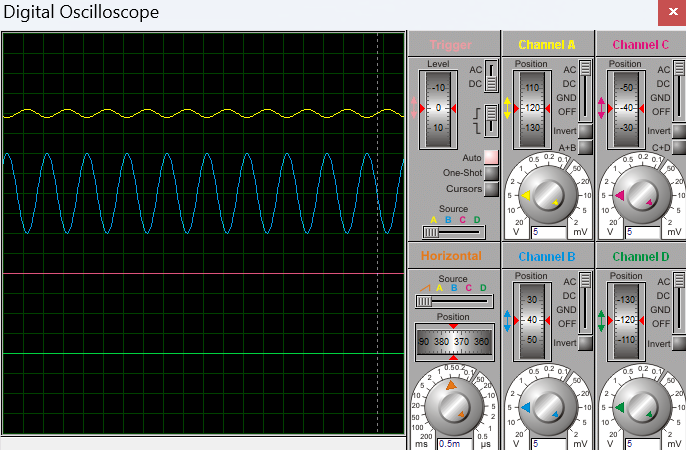 Digital Oscilloscope
×
Trigger
Level
-10
0
10
AC
DC
Auto
One-Shot
Cursors
Source
A B C D
Channel A
Position
110
120
130
AC
DC
GND
OFF
Invert
A+B
20 10 5 2 1 0.5 0.2 0.1 50 20 10 5 2
V 5 mV
Channel C
Position
-50
-40
-30
AC
DC
GND
OFF
Invert
C+D
20 10 5 2 1 0.5 0.2 0.1 50 20 10 5 2
V 5 mV
Horizontal
Source
A B C D
Position
90 380 370 360
200 100 50 20 10 5 2 1 0.5 0.2 0.1 50 20 10 5 2 1 0.5
ms 0.5m µs
Channel B
Position
30
40
50
AC
DC
GND
OFF
Invert
20 10 5 2 1 0.5 0.2 0.1 50 20 10 5 2
V 5 mV
Channel D
Position
-130
-120
-110
AC
DC
GND
OFF
Invert
20 10 5 2 1 0.5 0.2 0.1 50 20 10 5 2
V 5 mV